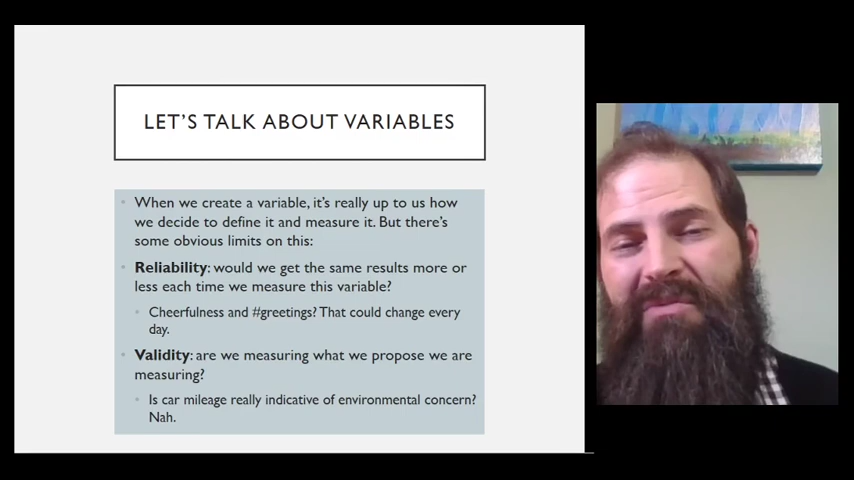 LET'S TALK ABOUT VARIABLES
When we create a variable, it's really up to us how
we decide to define it and measure it. But there's
some obvious limits on this:
Reliability: would we get the same results more or
less each time we measure this variable?
Cheerfulness and #greetings? That could change every
day.
Validity: are we measuring what we propose we are
measuring?
Is car mileage really indicative of environmental concern?
Nah.